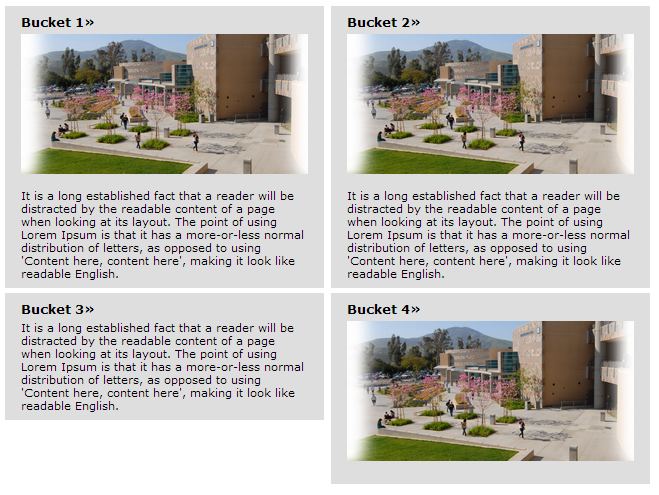 Bucket 1»
It is a long established fact that a reader will be
distracted by the readable content of a page
when looking at its layout. The point of using
Lorem Ipsum is that it has a more-or-less normal
distribution of letters, as opposed to using
'Content here, content here', making it look like
readable English.
Bucket 2»
It is a long established fact that a reader will be
distracted by the readable content of a page
when looking at its layout. The point of using
Lorem Ipsum is that it has a more-or-less normal
distribution of letters, as opposed to using
'Content here, content here', making it look like
readable English.
Bucket 3»
It is a long established fact that a reader will be
distracted by the readable content of a page
when looking at its layout. The point of using
Lorem Ipsum is that it has a more-or-less normal
distribution of letters, as opposed to using
'Content here, content here', making it look like
readable English.
Bucket 4»